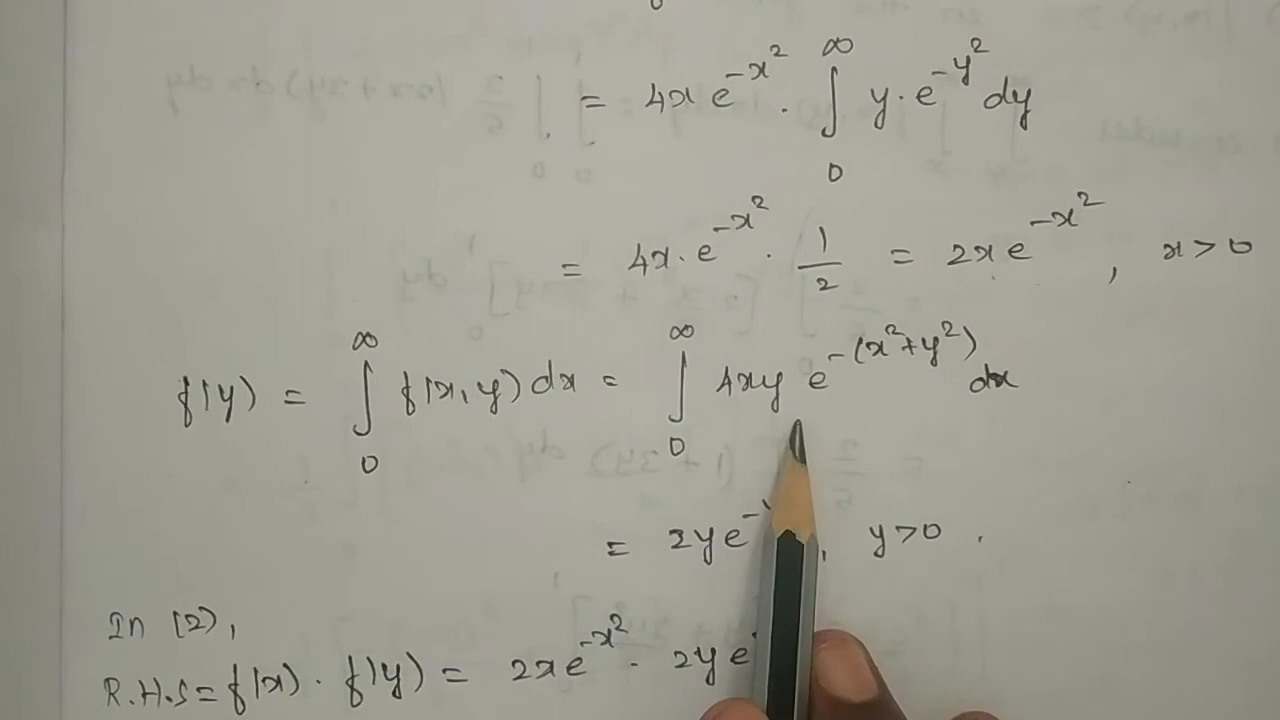 = 4x e^{-x^2} . ∫_0^∞ y · e^{-y^2} dy
= 4x · e^{-x^2} · 1/2 = 2x e^{-x^2} , x > 0
f(y) = ∫_0^∞ f(x, y) dx = ∫_0^∞ 4xy e^{-(x^2+y^2)} dx
= 2y e^- , y > 0 .
In (2),
R.H.S = f(x) · f(y) = 2x e^{-x^2} . 2y e